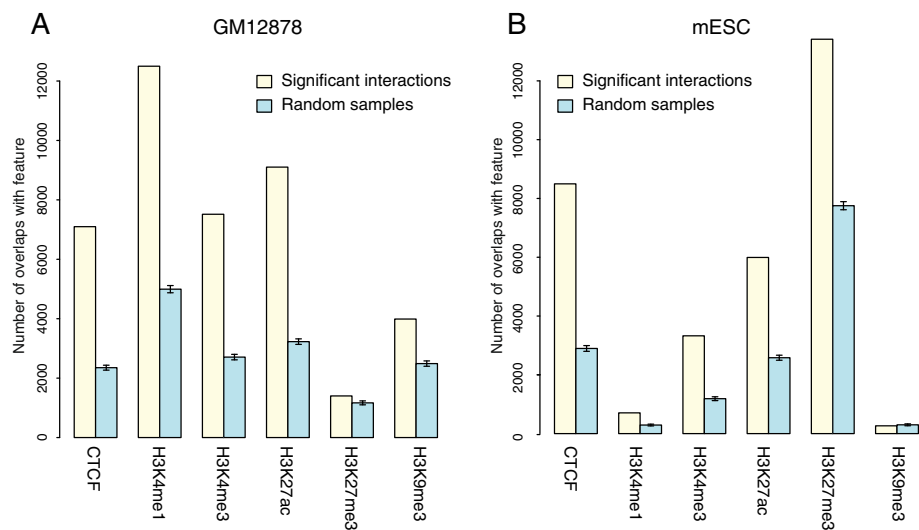 A
GM12878
Significant interactions
Random samples
Number of overlaps with feature
0
2000
4000
6000
8000
10000
12000
CTCF
H3K4me1
H3K4me3
H3K27ac
H3K27me3
H3K9me3
B
mESC
Significant interactions
Random samples
Number of overlaps with feature
0
2000
4000
6000
8000
10000
12000
CTCF
H3K4me1
H3K4me3
H3K27ac
H3K27me3
H3K9me3